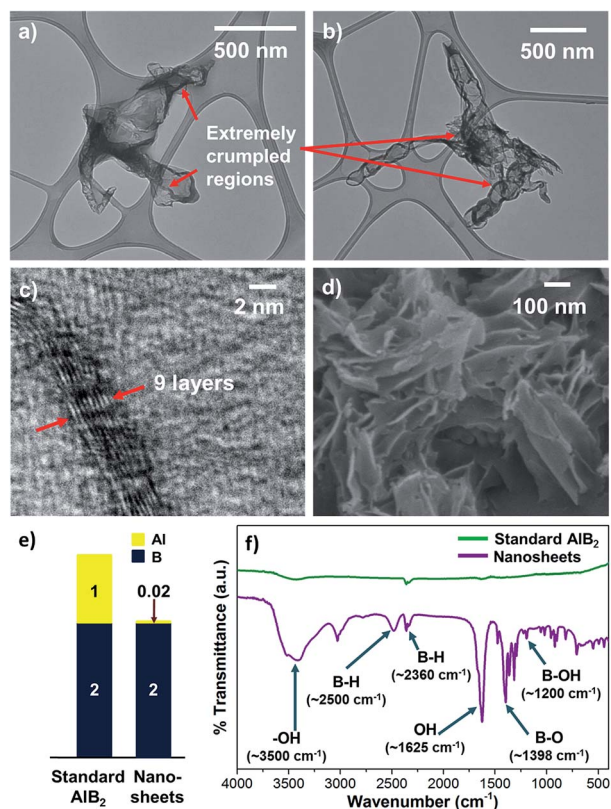 a)
500 nm
Extremely
crumpled
regions
b)
500 nm
c)
2 nm
9 layers
d)
100 nm
e)
Al
B
1
2
0.02
2
Standard
AlB₂
Nano-
sheets
f)
Standard AlB₂
Nanosheets
% Transmittance (a.u.)
-OH
(~3500 cm⁻¹)
B-H
(~2500 cm⁻¹)
B-H
(~2360 cm⁻¹)
OH
(~1625 cm⁻¹)
B-O
(~1398 cm⁻¹)
B-OH
(~1200 cm⁻¹)
4000 3500 3000 2500 2000 1500 1000 500
Wavenumber (cm⁻¹)